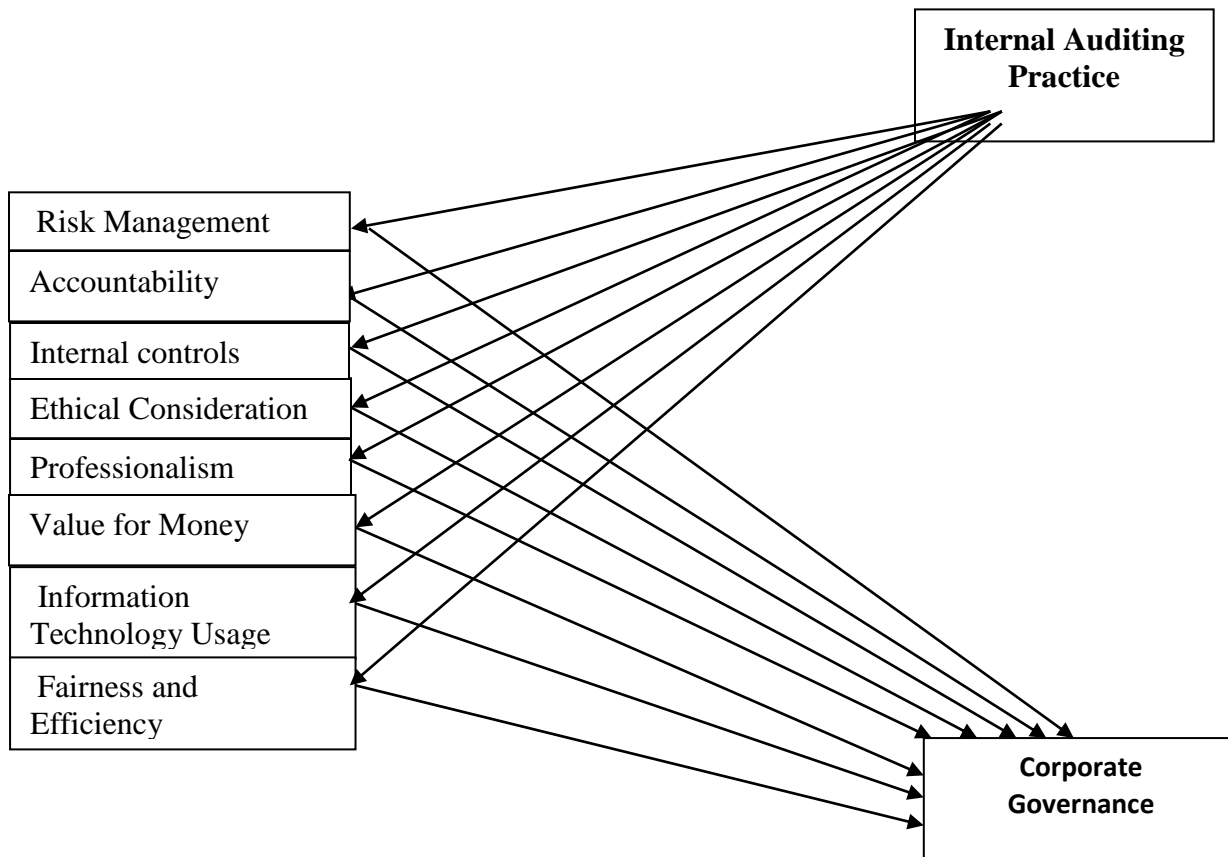 Internal Auditing
Practice
Risk Management
Accountability
Internal controls
Ethical Consideration
Professionalism
Value for Money
Information
Technology Usage
Fairness and
Efficiency
Corporate
Governance